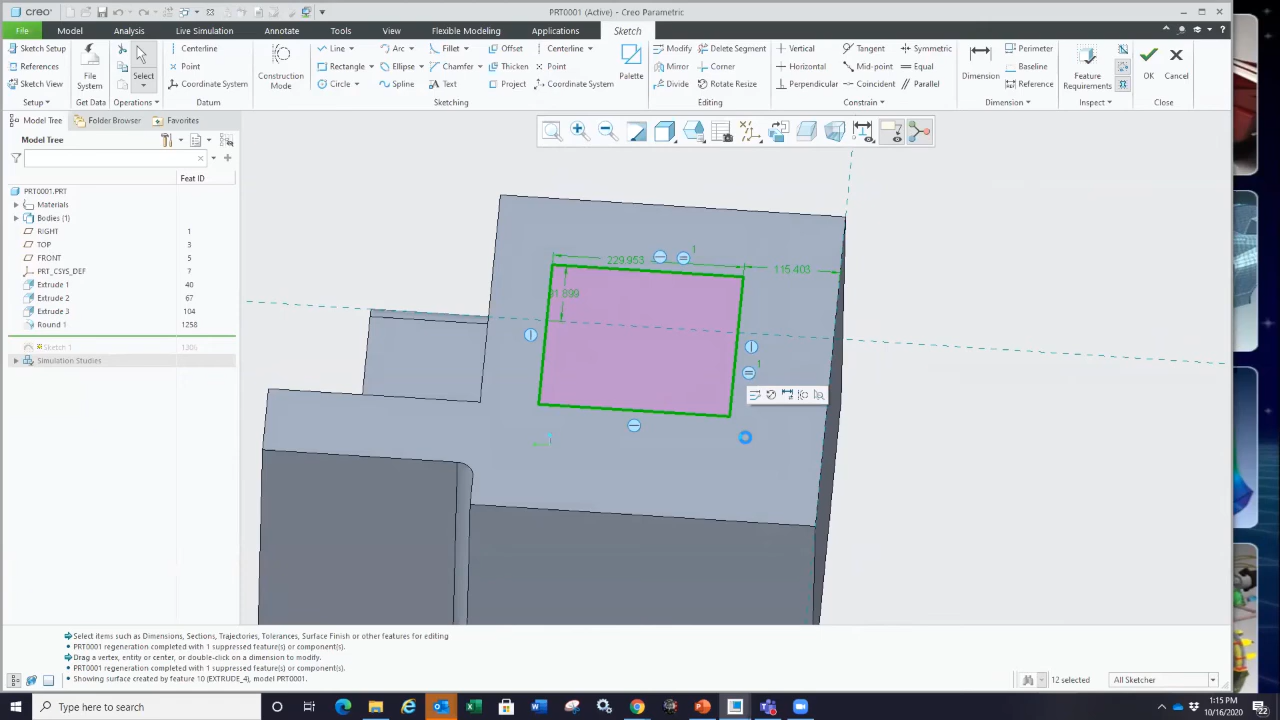 creo PRT0001 (Active) - Creo Parametric
File Model Analysis Live Simulation Annotate Tools View Flexible Modeling Applications Sketch
Sketch Setup
References
Sketch View
Setup
File System
Get Data
Select
Operations
Centerline
Point
Coordinate System
Datum
Construction Mode
Line Arc Fillet Offset Centerline
Rectangle Ellipse Chamfer Thicken Point
Circle Spline Text Project Coordinate System
Palette
Sketching
Modify Delete Segment
Mirror Corner
Divide Rotate Resize
Editing
Vertical Tangent Symmetric
Horizontal Mid-point Equal
Perpendicular Coincident Parallel
Constrain
Dimension
Perimeter
Baseline
Reference
Dimension
Feature Requirements
Inspect
OK Cancel
Close
Model Tree Folder Browser Favorites
Model Tree
Feat ID
PRT0001.PRT
Materials
Bodies (1)
RIGHT 1
TOP 3
FRONT 5
PRT_CSYS_DEF 7
Extrude 1 40
Extrude 2 67
Extrude 3 104
Round 1 1258
Sketch 1
Simulation Studies
229.953
1
115.403
1
Select items such as Dimensions, Sections, Trajectories, Tolerances, Surface Finish or other features for editing
PRT0001 regeneration completed with 1 suppressed feature(s) or component(s).
Drag a vertex, entity or center, or double-click on a dimension to modify.
PRT0001 regeneration completed with 1 suppressed feature(s) or component(s).
Showing surface created by feature 10 (EXTRUDE_4), model PRT0001.
12 selected All Sketcher
Type here to search
1:15 PM
10/16/2020
22